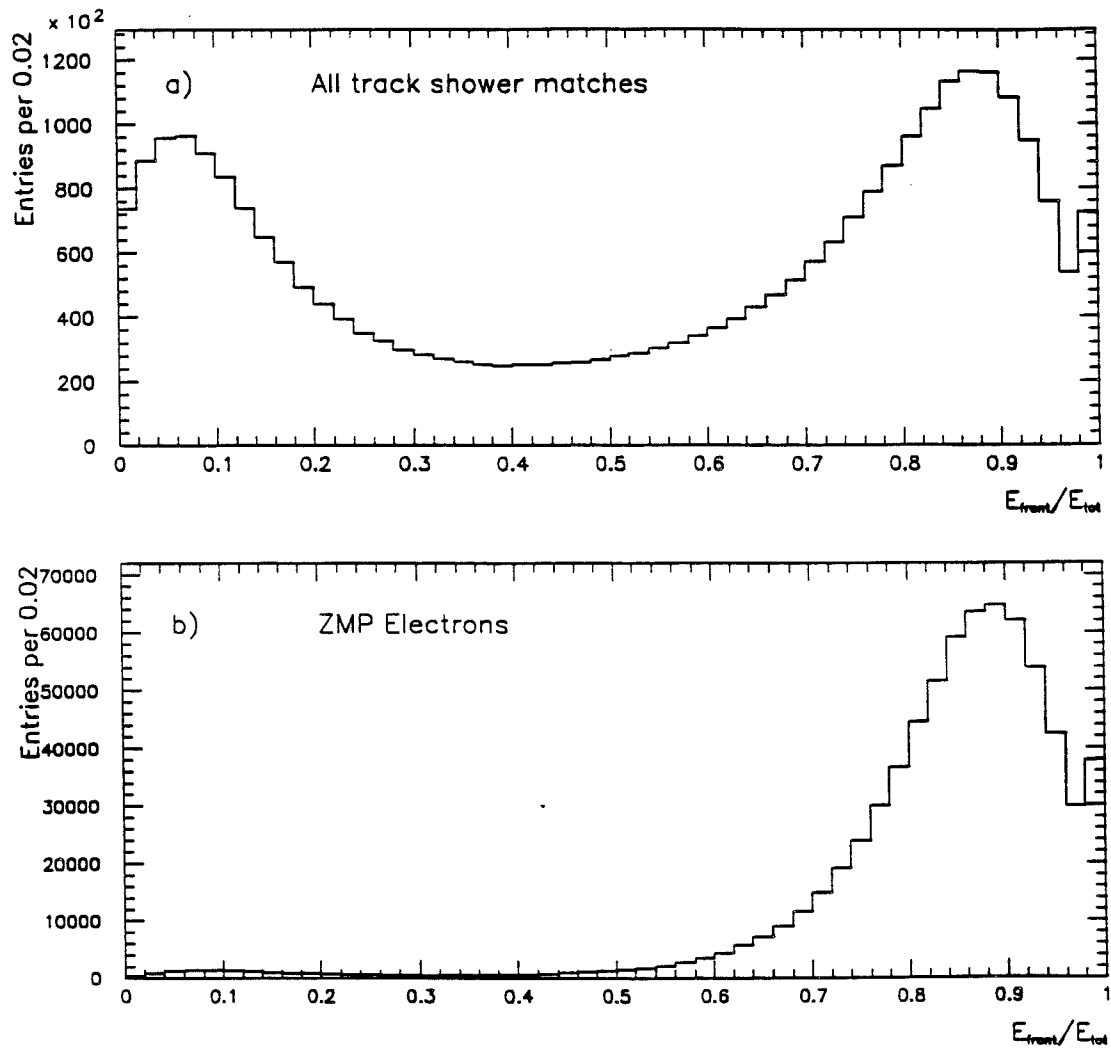 × 10²
Entries per 0.02
1200
1000
800
600
400
200
0
a) All track shower matches
0 0.1 0.2 0.3 0.4 0.5 0.6 0.7 0.8 0.9 1
E_front/E_tot
Entries per 0.02
70000
60000
50000
40000
30000
20000
10000
0
b) ZMP Electrons
0 0.1 0.2 0.3 0.4 0.5 0.6 0.7 0.8 0.9 1
E_front/E_tot